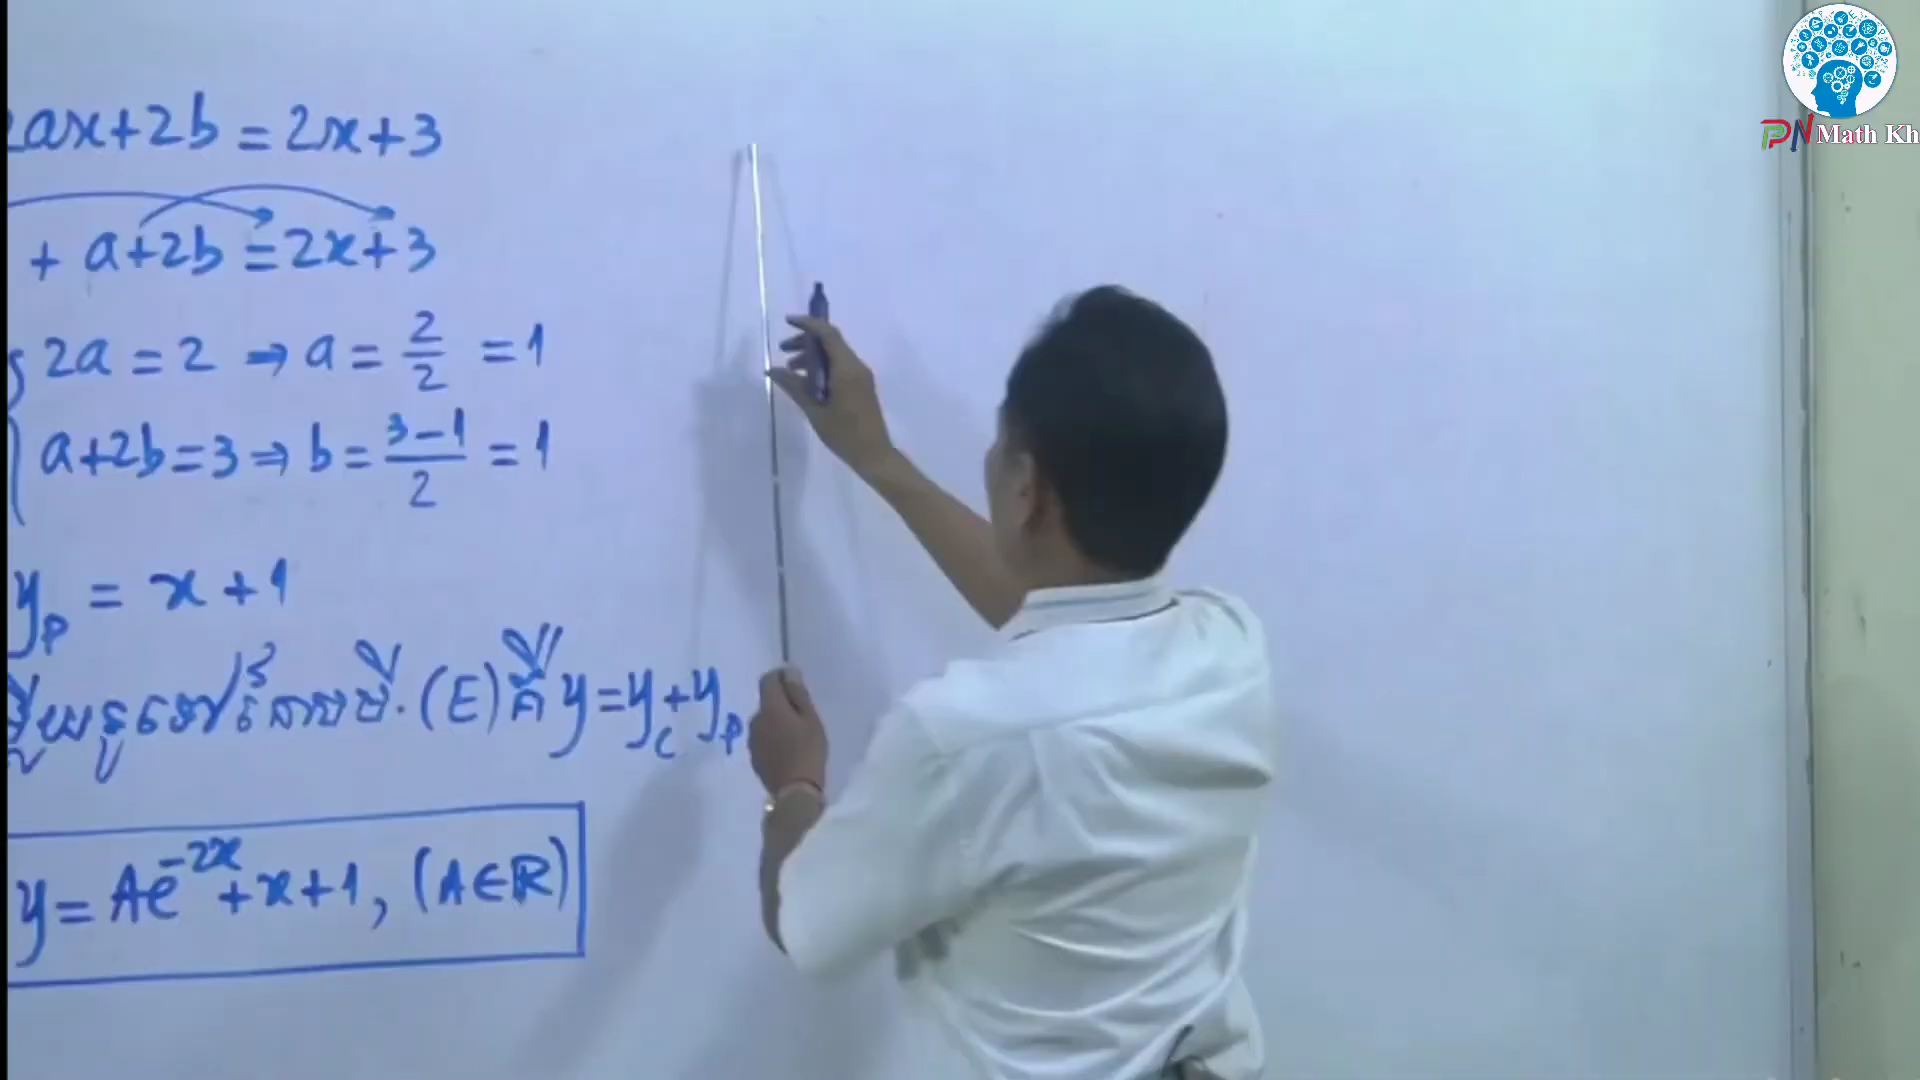 2ax+2b=2x+3
+ a+2b=2x+3
2a=2 ⇒ a= 2/2 =1
a+2b=3 ⇒ b= 3-1/2 =1
y_p = x+1
(E) គឺ y=y_c+y_p
y=Ae^{-2x}+x+1, (A∈ℝ)
PN Math Kh